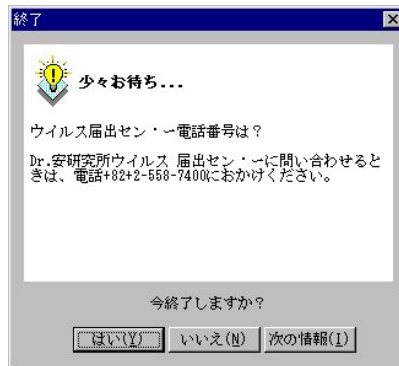 終了
少々お待ち...
ウイルス届出セン・ー電話番号は？
Dr.安研究所ウイルス 届出セン・ーに問い合わせると
きは、電話+82+2-558-7400におかけください。
今終了しますか？
はい(Y)
いいえ(N)
次の情報(I)